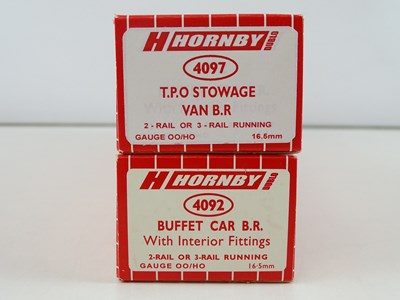 HORNBY DUBLO
4097
T.P.O STOWAGE
VAN B.R
2 - RAIL OR 3 - RAIL RUNNING
GAUGE OO/HO 16.5mm
HORNBY DUBLO
4092
BUFFET CAR B.R.
With Interior Fittings
2-RAIL OR 3-RAIL RUNNING
GAUGE OO/HO 16·5mm